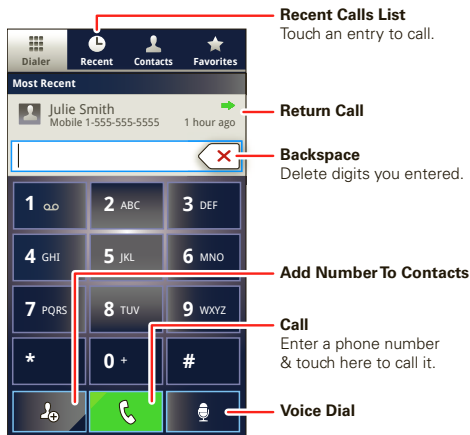 Recent Calls List
Touch an entry to call.
Dialer Recent Contacts Favorites
Most Recent
Julie Smith
Mobile 1-555-555-5555 1 hour ago
Return Call
Backspace
Delete digits you entered.
1 2 ABC 3 DEF
4 GHI 5 JKL 6 MNO
Add Number To Contacts
7 PQRS 8 TUV 9 WXYZ
Call
Enter a phone number
& touch here to call it.
* 0 + #
Voice Dial